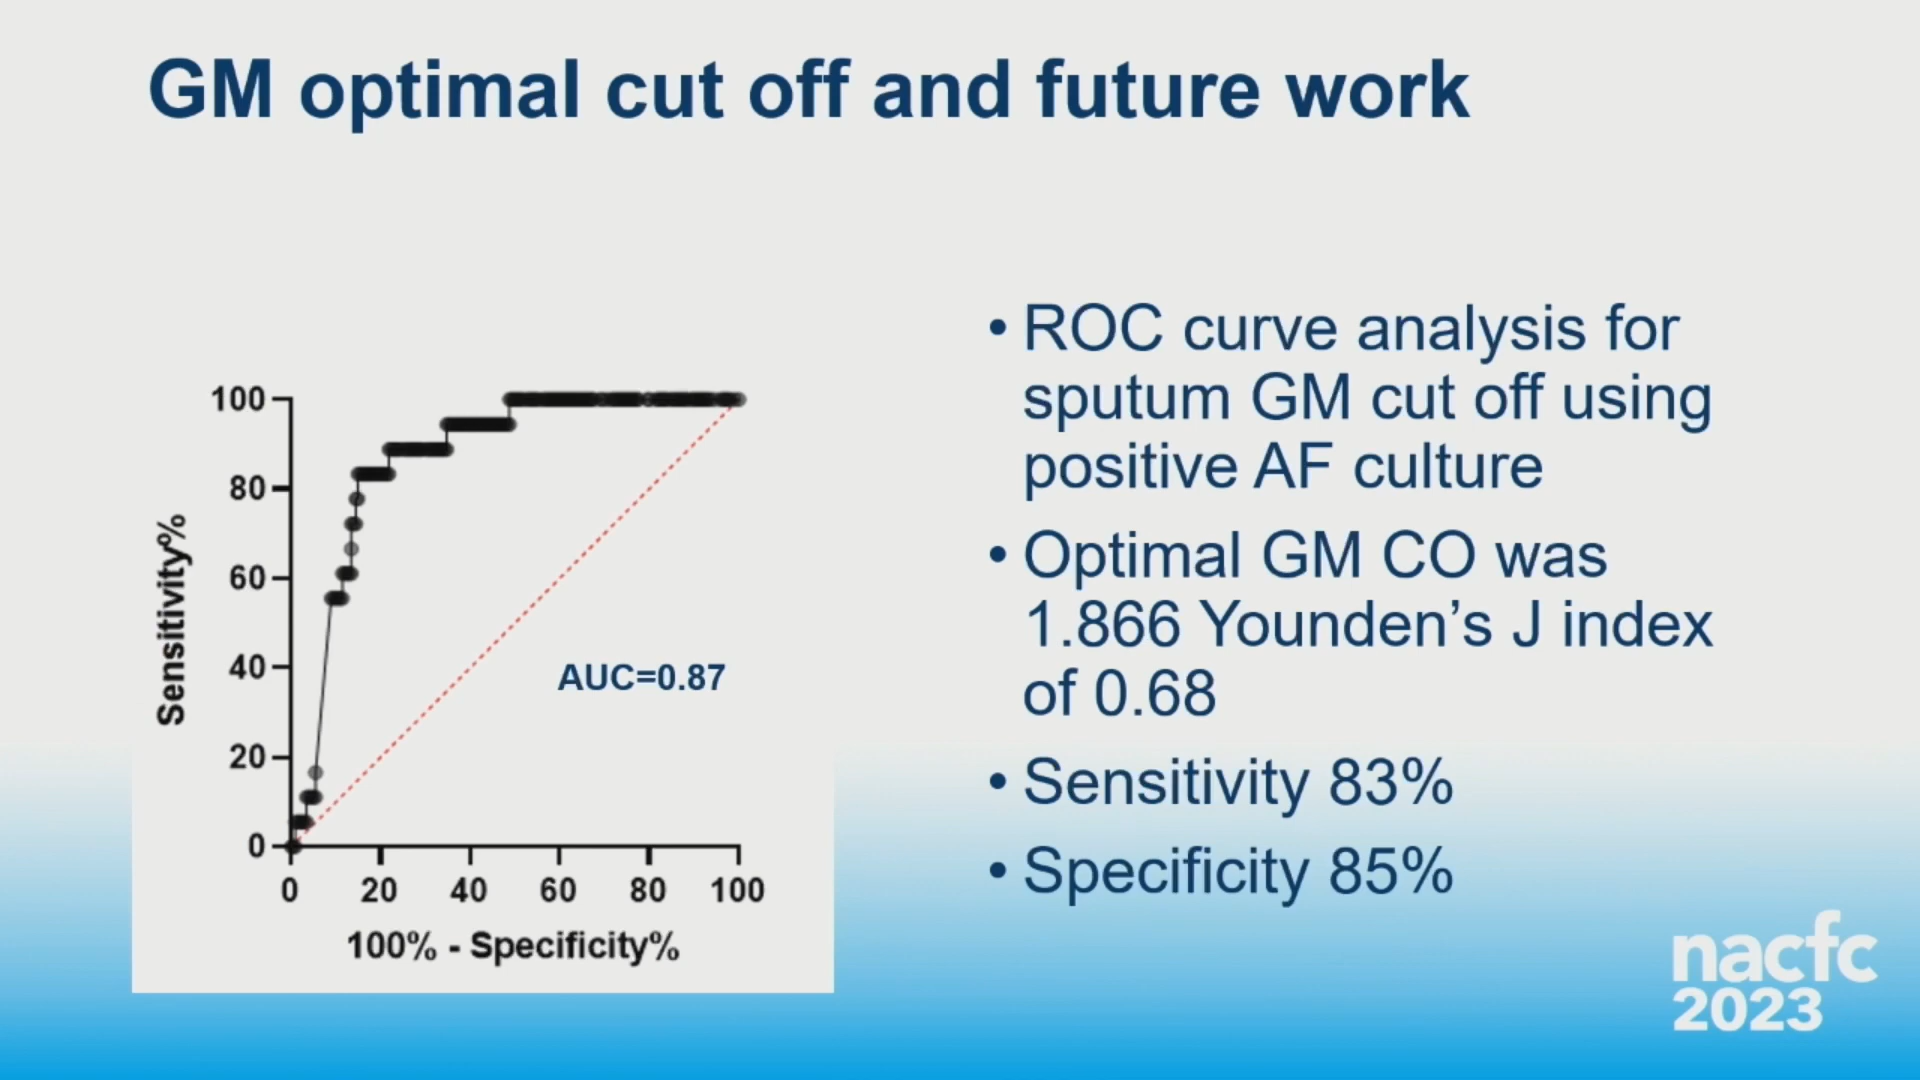 GM optimal cut off and future work
100
80
60
40
20
0
Sensitivity%
AUC=0.87
0 20 40 60 80 100
100% - Specificity%
• ROC curve analysis for
sputum GM cut off using
positive AF culture
• Optimal GM CO was
1.866 Younden’s J index
of 0.68
• Sensitivity 83%
• Specificity 85%
nacfc
2023